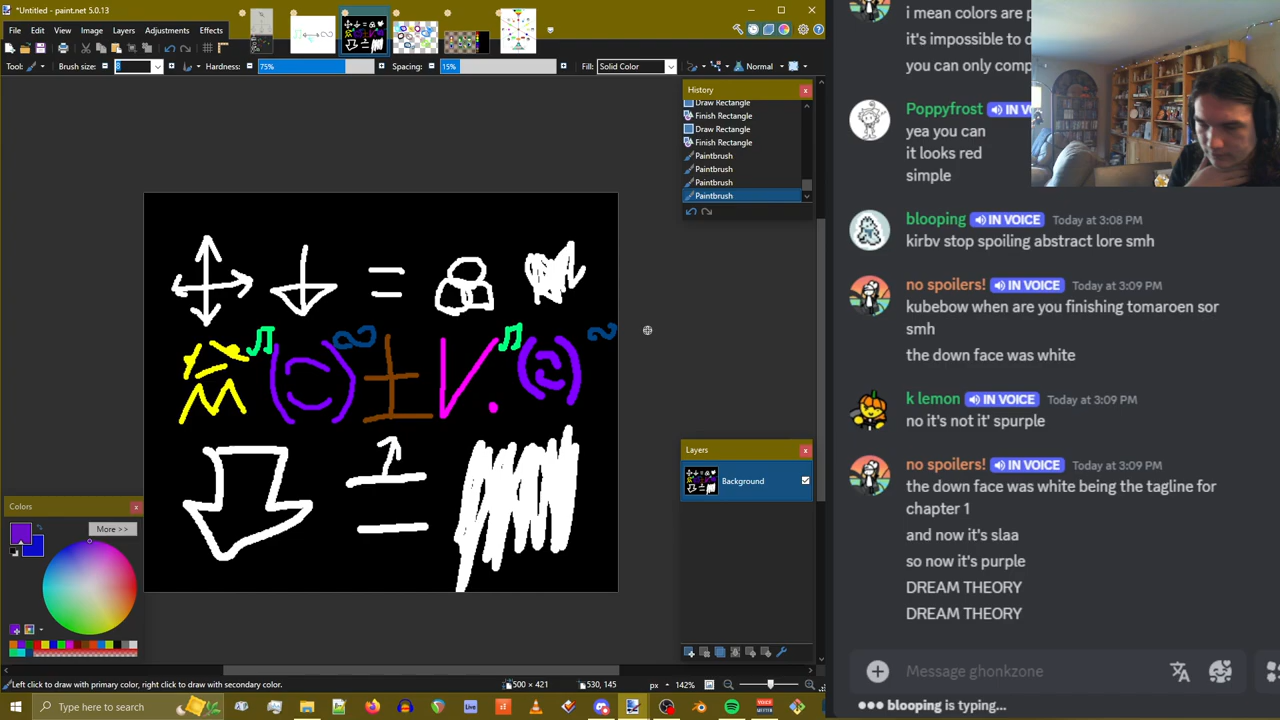 *Untitled - paint.net 5.0.13
File Edit View Image Layers Adjustments Effects
Tool: Brush size: Hardness: 75% Spacing: 15% Fill: Solid Color Normal
History
Draw Rectangle
Finish Rectangle
Draw Rectangle
Finish Rectangle
Paintbrush
Paintbrush
Paintbrush
Paintbrush
Layers
Background
Colors
More >>
Left click to draw with primary color, right click to draw with secondary color.
500 × 421
530, 145
px
142%
Type here to search
i mean colors are
it's impossible to
you can only
Poppyfrost
yea you can
it looks red
simple
blooping IN VOICE Today at 3:08 PM
kirbv stop spoiling abstract lore smh
no spoilers! IN VOICE Today at 3:09 PM
kubebow when are you finishing tomaroen sor
smh
the down face was white
k lemon IN VOICE Today at 3:09 PM
no it's not it' spurple
no spoilers! IN VOICE Today at 3:09 PM
the down face was white being the tagline for
chapter 1
and now it's slaa
so now it's purple
DREAM THEORY
DREAM THEORY
Message ghonkzone
blooping is typing...